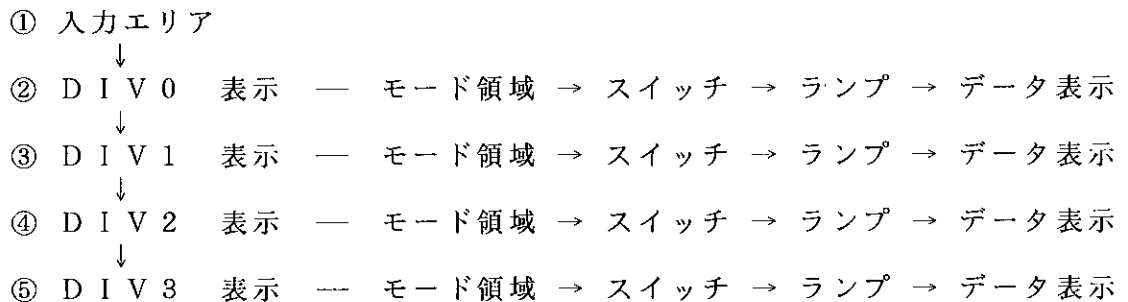 ① 入力エリア
↓
② DIV0 表示 ― モード領域 → スイッチ → ランプ → データ表示
↓
③ DIV1 表示 ― モード領域 → スイッチ → ランプ → データ表示
↓
④ DIV2 表示 ― モード領域 → スイッチ → ランプ → データ表示
↓
⑤ DIV3 表示 ― モード領域 → スイッチ → ランプ → データ表示